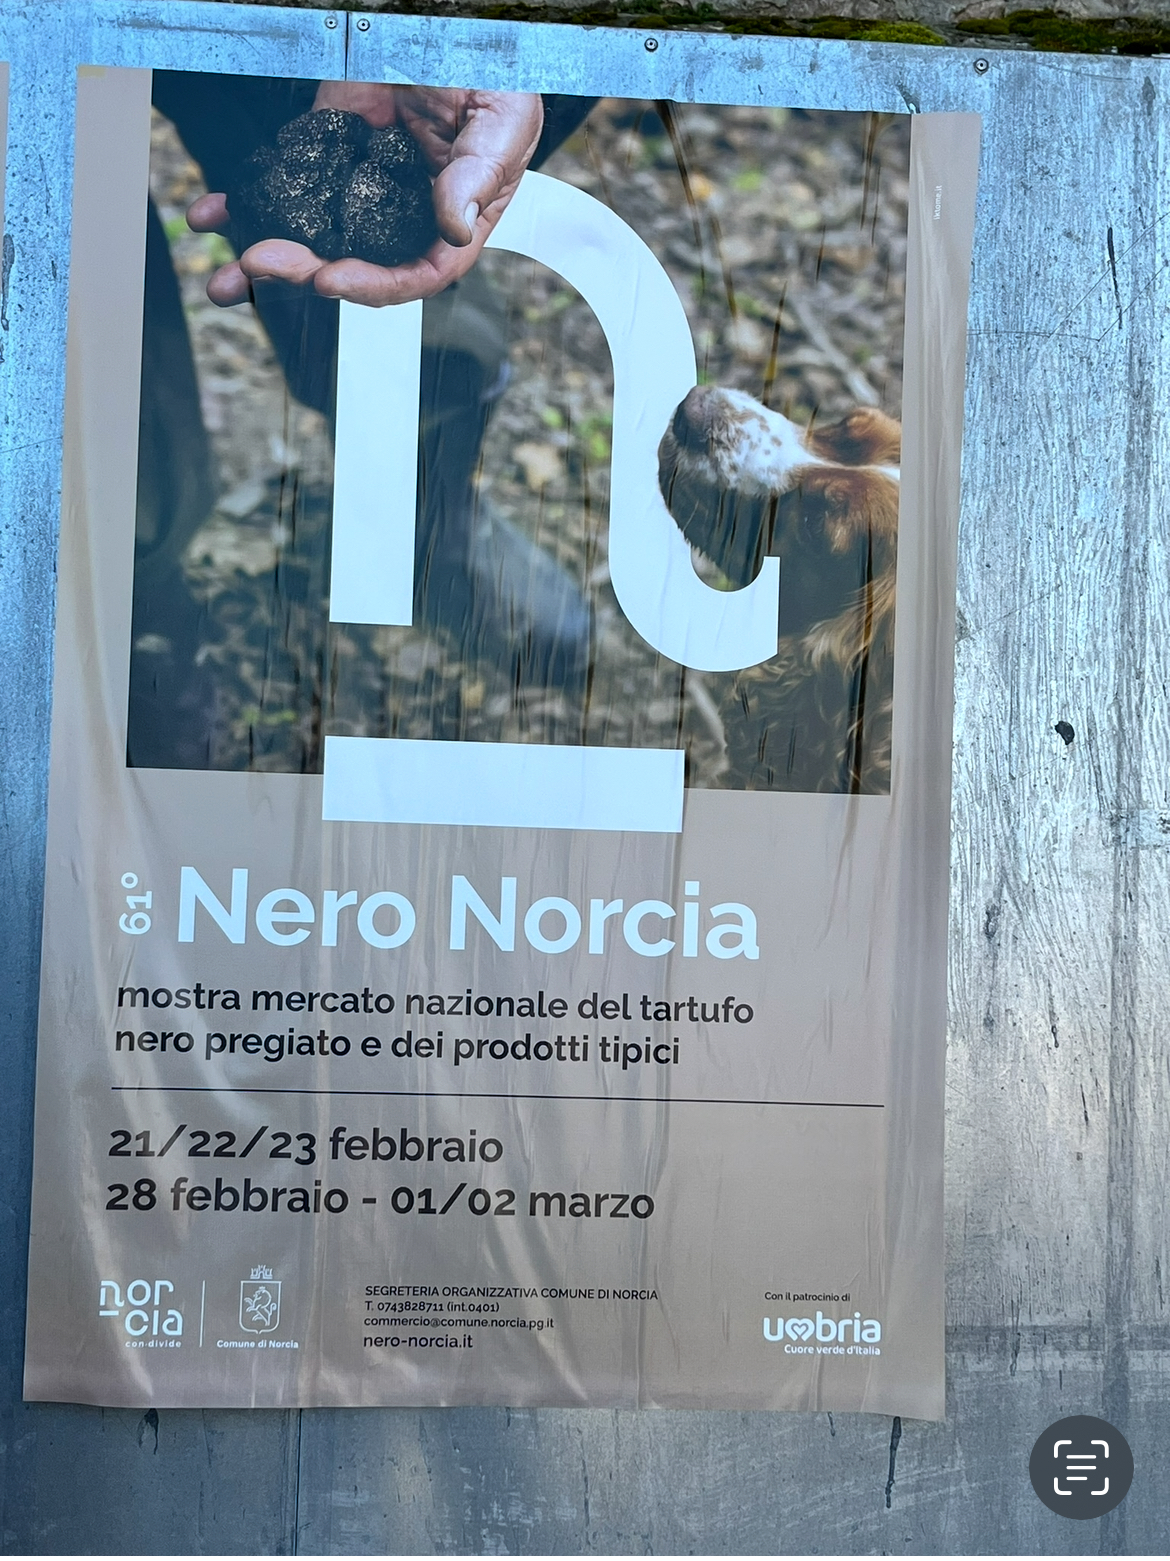 iktome.it
61°
Nero Norcia
mostra mercato nazionale del tartufo
nero pregiato e dei prodotti tipici
21/22/23 febbraio
28 febbraio - 01/02 marzo
nor
cia
con·divide
Comune di Norcia
SEGRETERIA ORGANIZZATIVA COMUNE DI NORCIA
T. 0743828711 (int.0401)
commercio@comune.norcia.pg.it
nero-norcia.it
Con il patrocinio di
umbria
Cuore verde d'Italia